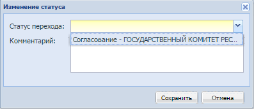 Изменение статуса
Статус перехода:
Согласование - ГОСУДАРСТВЕННЫЙ КОМИТЕТ РЕС...
Комментарий:
Сохранить Отмена